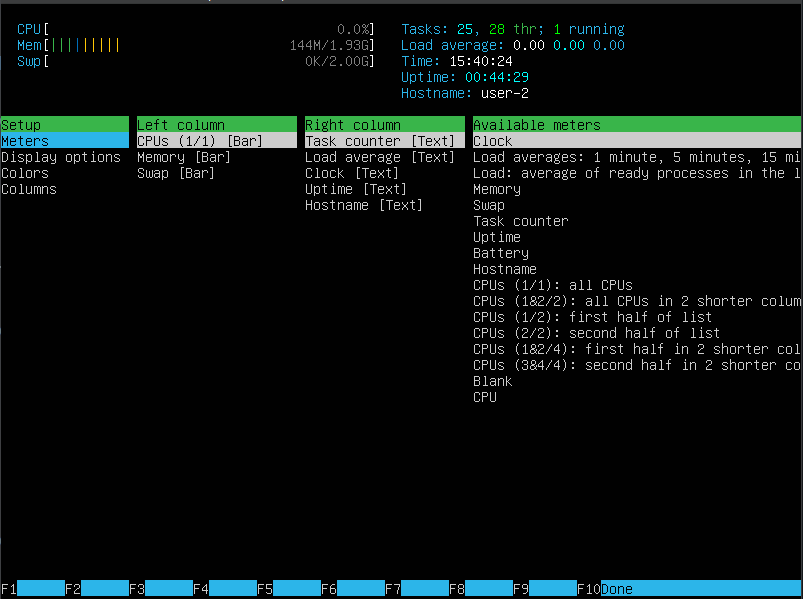 CPU[ 0.0%] Tasks: 25, 28 thr; 1 running
Mem[||||||||| 144M/1.93G] Load average: 0.00 0.00 0.00
Swp[ 0K/2.00G] Time: 15:40:24
Uptime: 00:44:29
Hostname: user-2
Setup Left column Right column Available meters
Meters CPUs (1/1) [Bar] Task counter [Text] Clock
Display options Memory [Bar] Load average [Text] Load averages: 1 minute, 5 minutes, 15 mi
Colors Swap [Bar] Clock [Text] Load: average of ready processes in the l
Columns Uptime [Text] Memory
Hostname [Text] Swap
Task counter
Uptime
Battery
Hostname
CPUs (1/1): all CPUs
CPUs (1&2/2): all CPUs in 2 shorter colum
CPUs (1/2): first half of list
CPUs (2/2): second half of list
CPUs (1&2/4): first half in 2 shorter col
CPUs (3&4/4): second half in 2 shorter co
Blank
CPU
F1 F2 F3 F4 F5 F6 F7 F8 F9 F10Done